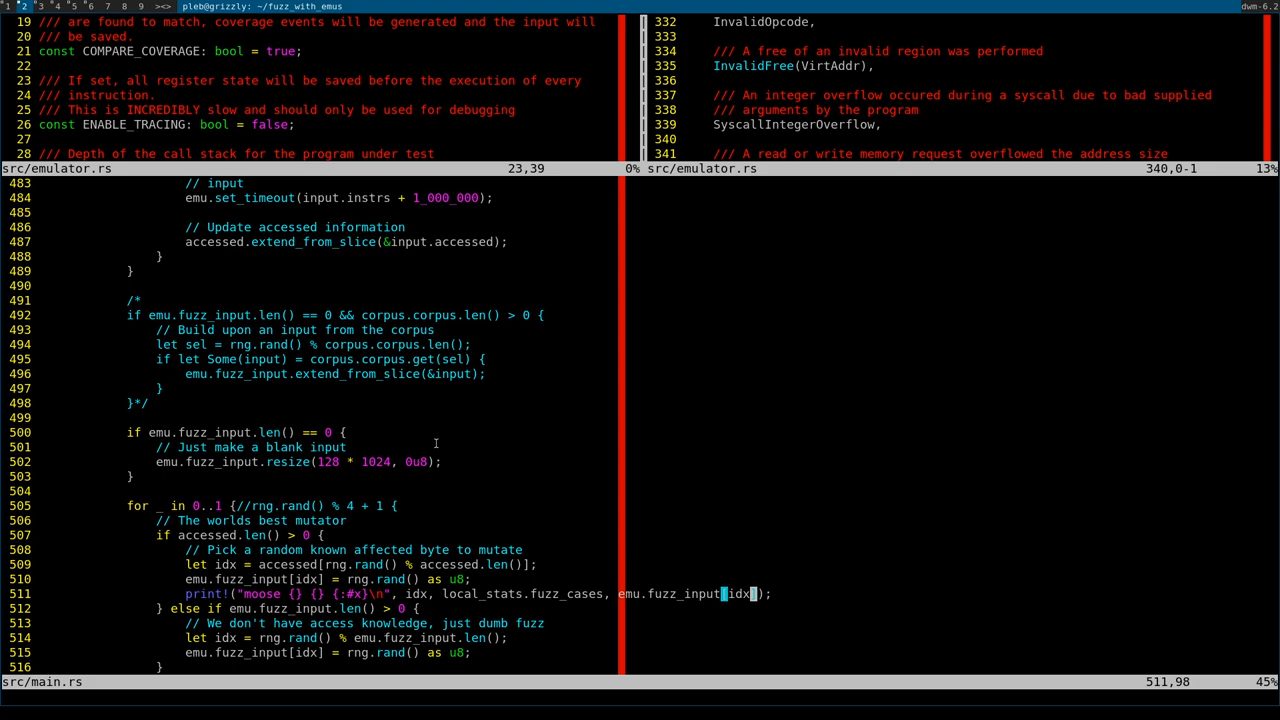 1 2 3 4 5 6 7 8 9 ><> pleb@grizzly: ~/fuzz_with_emus dwm-6.2
19 /// are found to match, coverage events will be generated and the input will
20 /// be saved.
21 const COMPARE_COVERAGE: bool = true;
22
23 /// If set, all register state will be saved before the execution of every
24 /// instruction.
25 /// This is INCREDIBLY slow and should only be used for debugging
26 const ENABLE_TRACING: bool = false;
27
28 /// Depth of the call stack for the program under test
src/emulator.rs 23,39 0%
332 InvalidOpcode,
333
334 /// A free of an invalid region was performed
335 InvalidFree(VirtAddr),
336
337 /// An integer overflow occured during a syscall due to bad supplied
338 /// arguments by the program
339 SyscallIntegerOverflow,
340
341 /// A read or write memory request overflowed the address size
src/emulator.rs 340,0-1 13%
483 // input
484 emu.set_timeout(input.instrs + 1_000_000);
485
486 // Update accessed information
487 accessed.extend_from_slice(&input.accessed);
488 }
489 }
490
491 /*
492 if emu.fuzz_input.len() == 0 && corpus.corpus.len() > 0 {
493 // Build upon an input from the corpus
494 let sel = rng.rand() % corpus.corpus.len();
495 if let Some(input) = corpus.corpus.get(sel) {
496 emu.fuzz_input.extend_from_slice(&input);
497 }
498 }*/
499
500 if emu.fuzz_input.len() == 0 {
501 // Just make a blank input
502 emu.fuzz_input.resize(128 * 1024, 0u8);
503 }
504
505 for _ in 0..1 {//rng.rand() % 4 + 1 {
506 // The worlds best mutator
507 if accessed.len() > 0 {
508 // Pick a random known affected byte to mutate
509 let idx = accessed[rng.rand() % accessed.len()];
510 emu.fuzz_input[idx] = rng.rand() as u8;
511 print!("moose {} {} {:#x}\n", idx, local_stats.fuzz_cases, emu.fuzz_input[idx]);
512 } else if emu.fuzz_input.len() > 0 {
513 // We don't have access knowledge, just dumb fuzz
514 let idx = rng.rand() % emu.fuzz_input.len();
515 emu.fuzz_input[idx] = rng.rand() as u8;
516 }
src/main.rs 511,98 45%